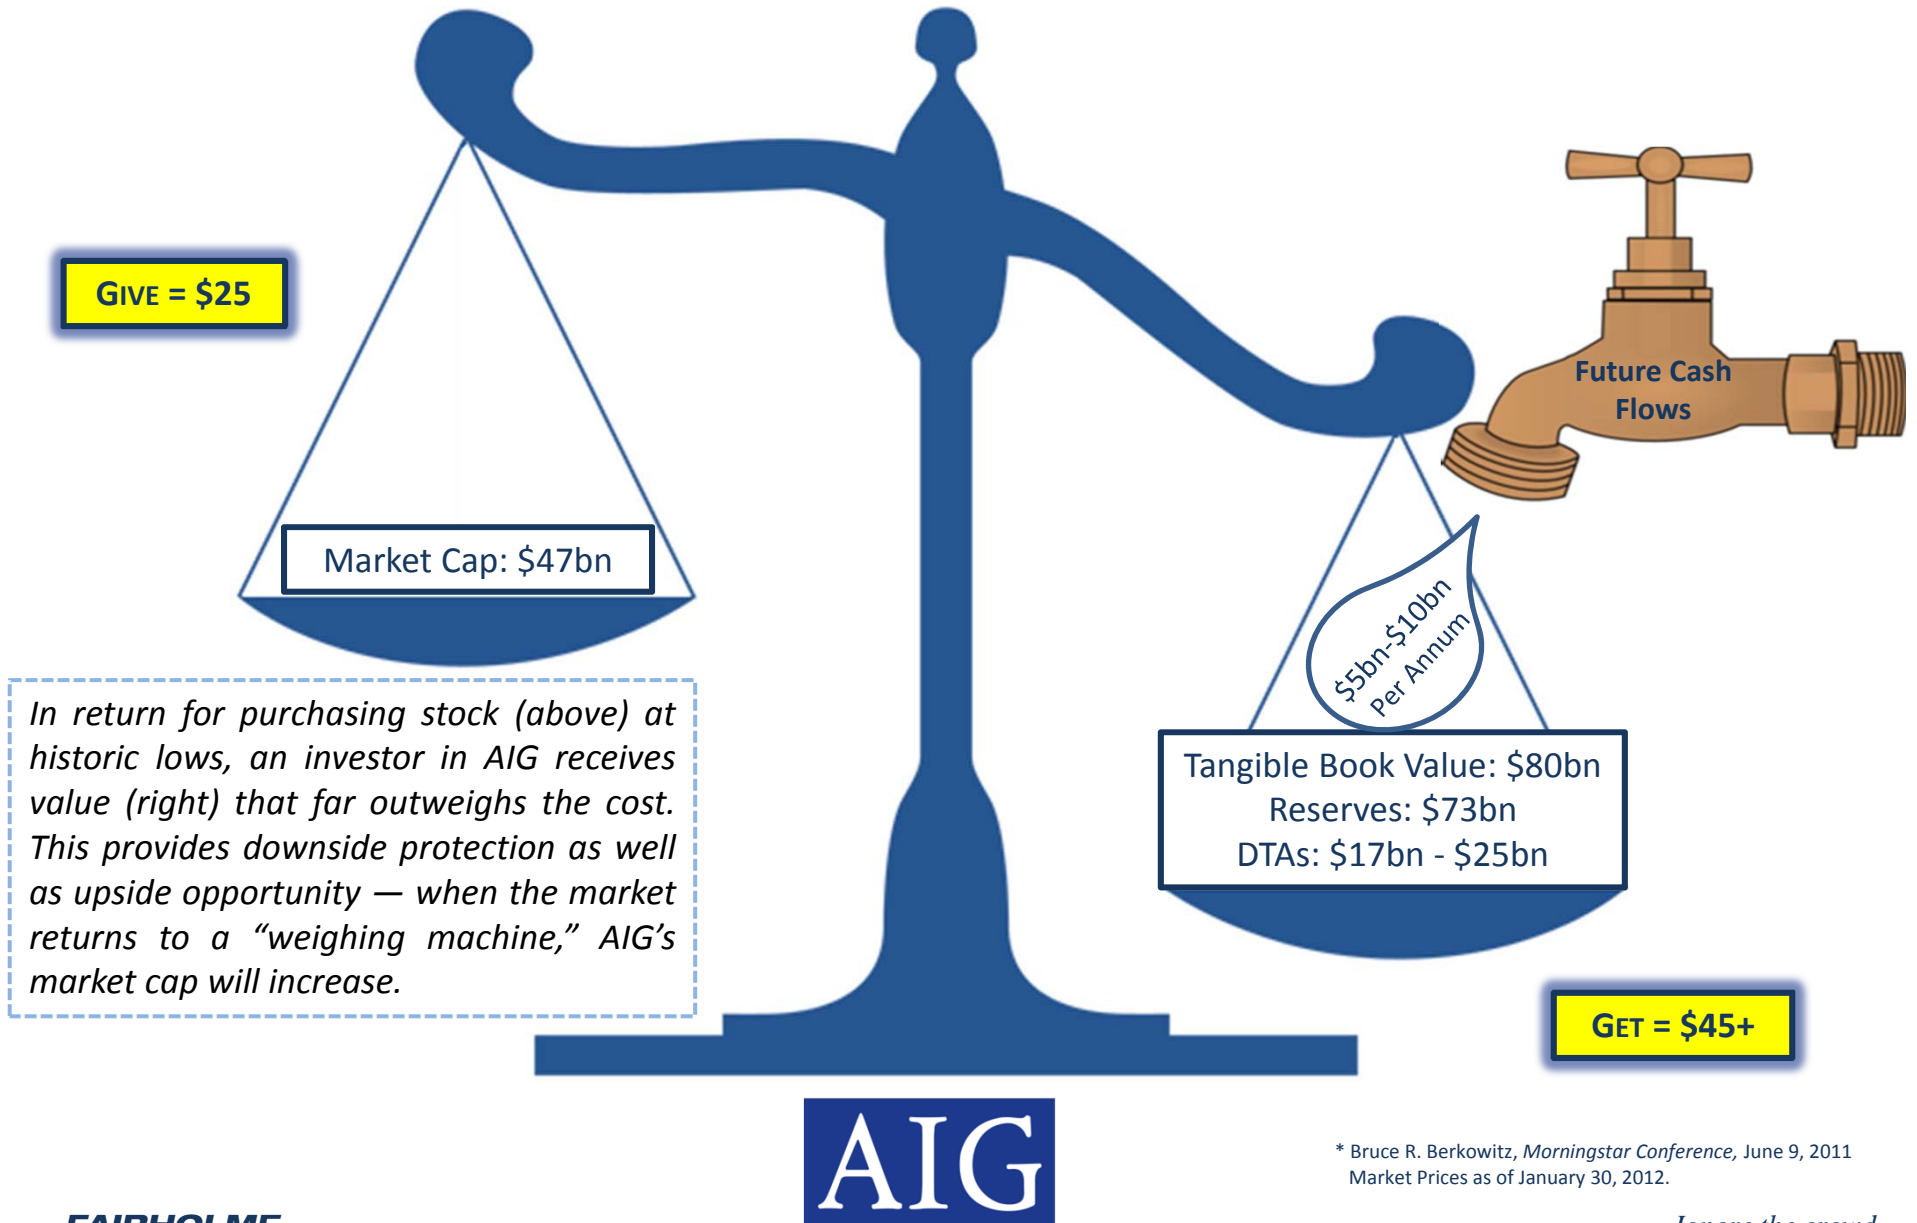 GIVE = $25
Future Cash
Flows
Market Cap: $47bn
$5bn-$10bn
Per Annum
In return for purchasing stock (above) at
historic lows, an investor in AIG receives
value (right) that far outweighs the cost.
This provides downside protection as well
as upside opportunity — when the market
returns to a “weighing machine,” AIG’s
market cap will increase.
Tangible Book Value: $80bn
Reserves: $73bn
DTAs: $17bn - $25bn
GET = $45+
AIG
* Bruce R. Berkowitz, Morningstar Conference, June 9, 2011
Market Prices as of January 30, 2012.
FAIRHOLME
Ignore the crowd